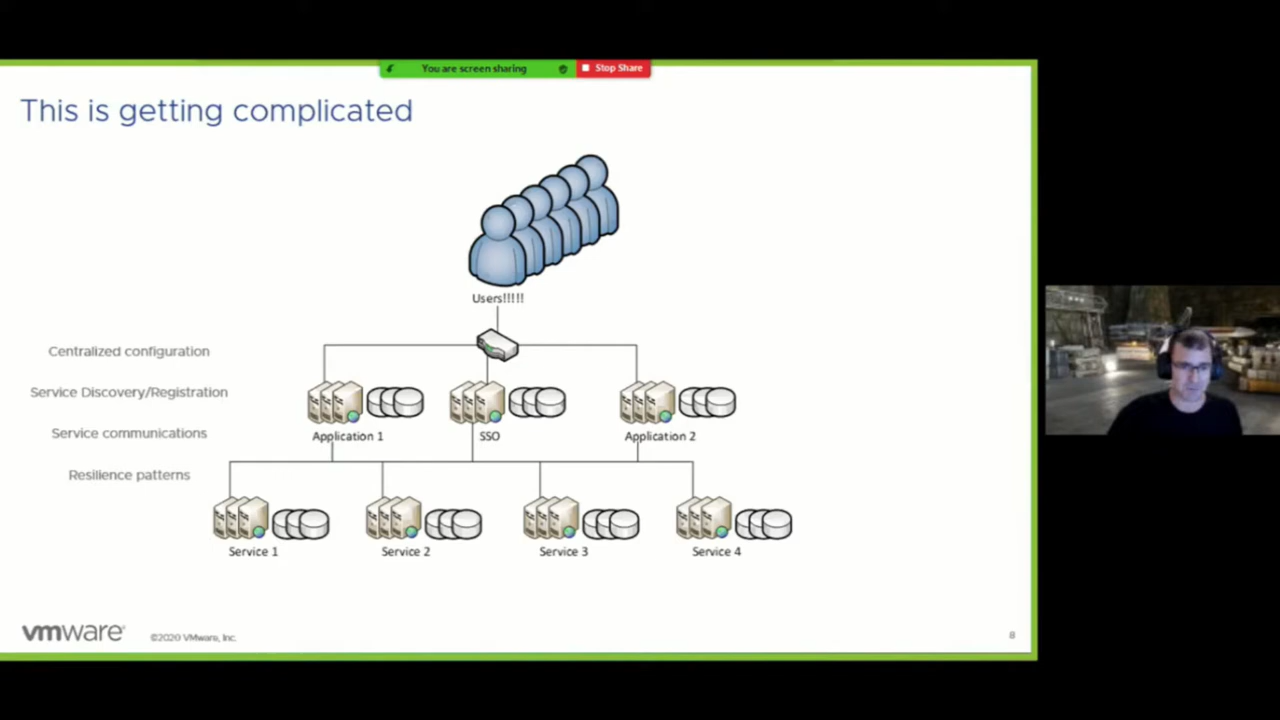 You are screen sharing
Stop Share
This is getting complicated
Users!!!!!
Centralized configuration
Service Discovery/Registration
Service communications
Resilience patterns
Application 1
SSO
Application 2
Service 1
Service 2
Service 3
Service 4
vmware
©2020 VMware, Inc.
8